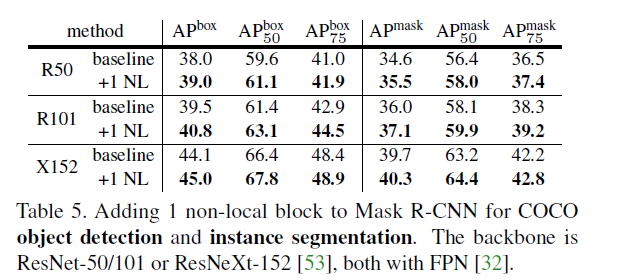 method AP^box AP^box_50 AP^box_75 AP^mask AP^mask_50 AP^mask_75
R50 baseline 38.0 59.6 41.0 34.6 56.4 36.5
+1 NL 39.0 61.1 41.9 35.5 58.0 37.4
R101 baseline 39.5 61.4 42.9 36.0 58.1 38.3
+1 NL 40.8 63.1 44.5 37.1 59.9 39.2
X152 baseline 44.1 66.4 48.4 39.7 63.2 42.2
+1 NL 45.0 67.8 48.9 40.3 64.4 42.8
Table 5. Adding 1 non-local block to Mask R-CNN for COCO
object detection and instance segmentation. The backbone is
ResNet-50/101 or ResNeXt-152 [53], both with FPN [32].